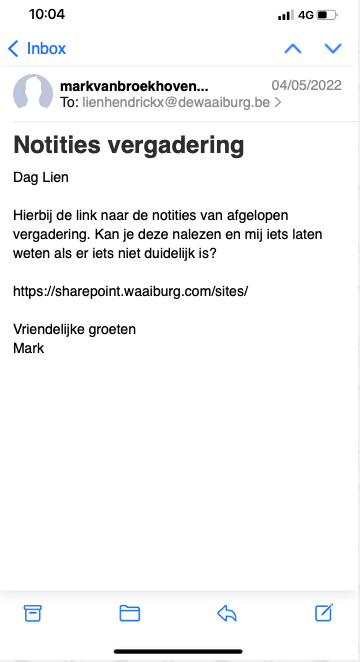 10:04
4G
Inbox
markvanbroekhoven... 04/05/2022
To: lienhendrickx@dewaaiburg.be
Notities vergadering
Dag Lien
Hierbij de link naar de notities van afgelopen
vergadering. Kan je deze nalezen en mij iets laten
weten als er iets niet duidelijk is?
https://sharepoint.waaiburg.com/sites/
Vriendelijke groeten
Mark